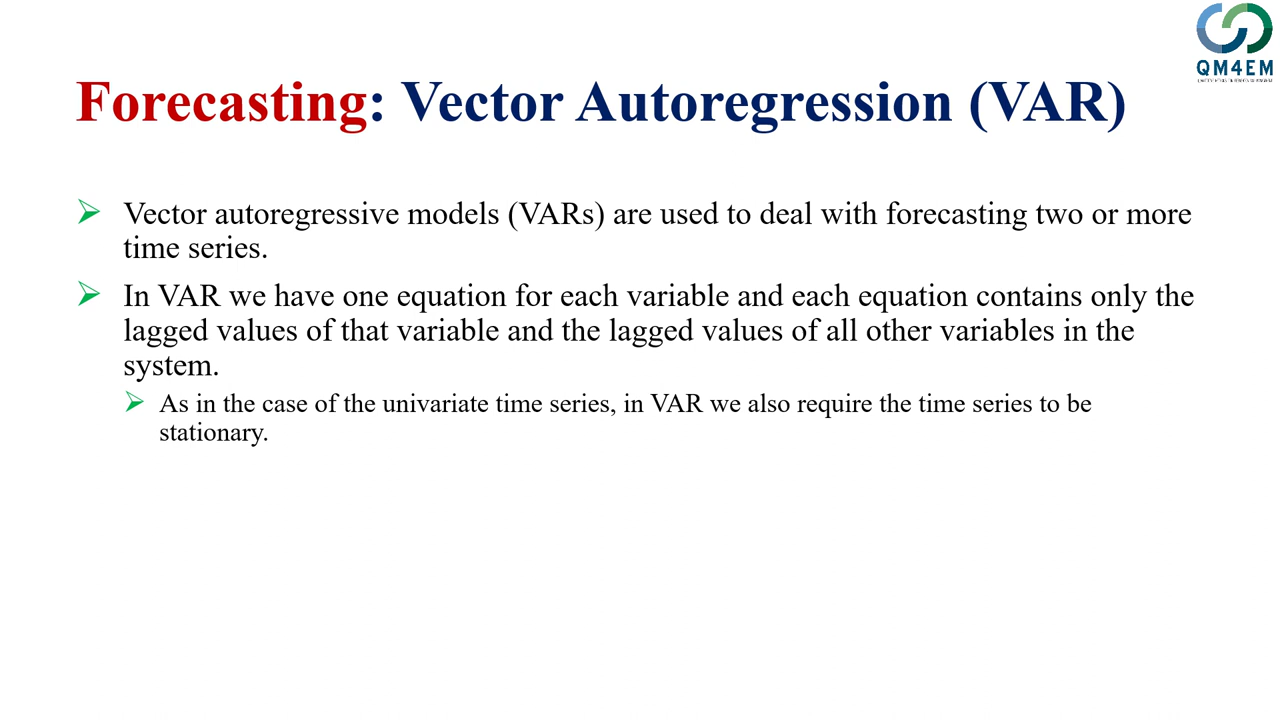 QM4EM
Forecasting: Vector Autoregression (VAR)
Vector autoregressive models (VARs) are used to deal with forecasting two or more
time series.
In VAR we have one equation for each variable and each equation contains only the
lagged values of that variable and the lagged values of all other variables in the
system.
As in the case of the univariate time series, in VAR we also require the time series to be
stationary.